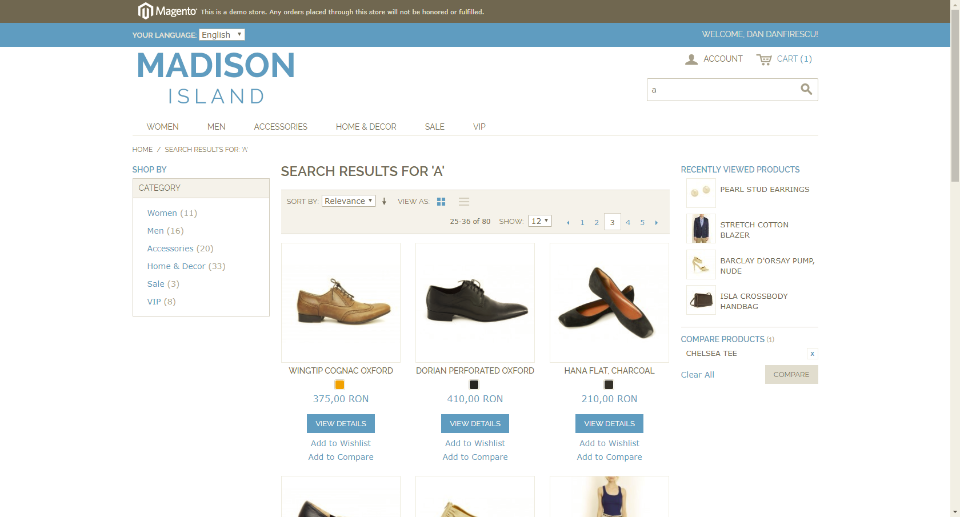 Magento This is a demo store. Any orders placed through this store will not be honored or fulfilled.
YOUR LANGUAGE: English
WELCOME, DAN DANFIRESCU!
MADISON
ISLAND
ACCOUNT
CART (1)
a
WOMEN MEN ACCESSORIES HOME & DECOR SALE VIP
HOME / SEARCH RESULTS FOR: 'A'
SHOP BY
CATEGORY
Women (11)
Men (16)
Accessories (20)
Home & Decor (33)
Sale (3)
VIP (8)
SEARCH RESULTS FOR 'A'
SORT BY: Relevance VIEW AS:
25-36 of 80 SHOW: 12 1 2 3 4 5
WINGTIP COGNAC OXFORD
375,00 RON
VIEW DETAILS
Add to Wishlist
Add to Compare
DORIAN PERFORATED OXFORD
410,00 RON
VIEW DETAILS
Add to Wishlist
Add to Compare
HANA FLAT, CHARCOAL
210,00 RON
VIEW DETAILS
Add to Wishlist
Add to Compare
RECENTLY VIEWED PRODUCTS
PEARL STUD EARRINGS
STRETCH COTTON
BLAZER
BARCLAY D'ORSAY PUMP,
NUDE
ISLA CROSSBODY
HANDBAG
COMPARE PRODUCTS (1)
CHELSEA TEE x
Clear All COMPARE